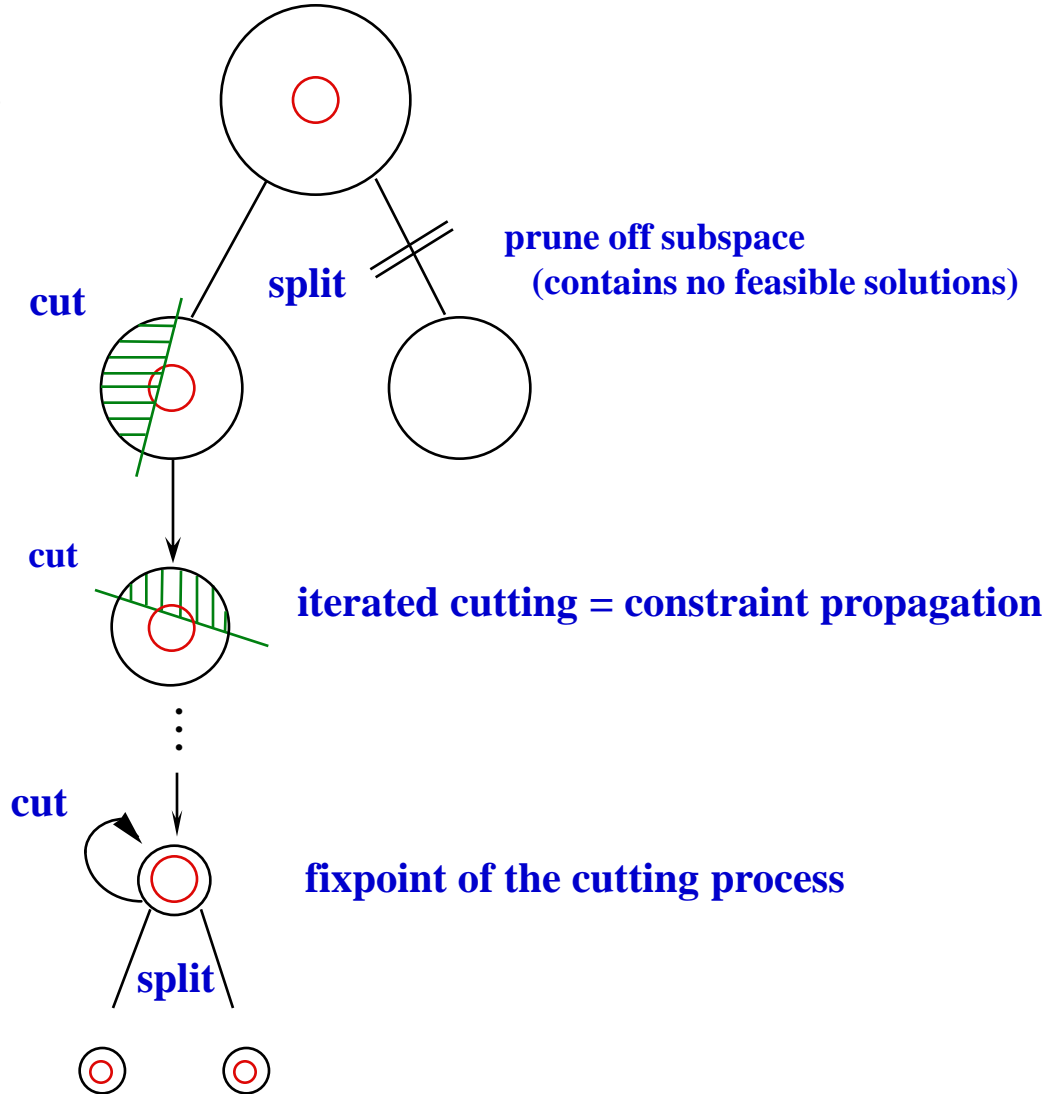 prune off subspace
(contains no feasible solutions)
split
cut
cut
iterated cutting = constraint propagation
cut
fixpoint of the cutting process
split